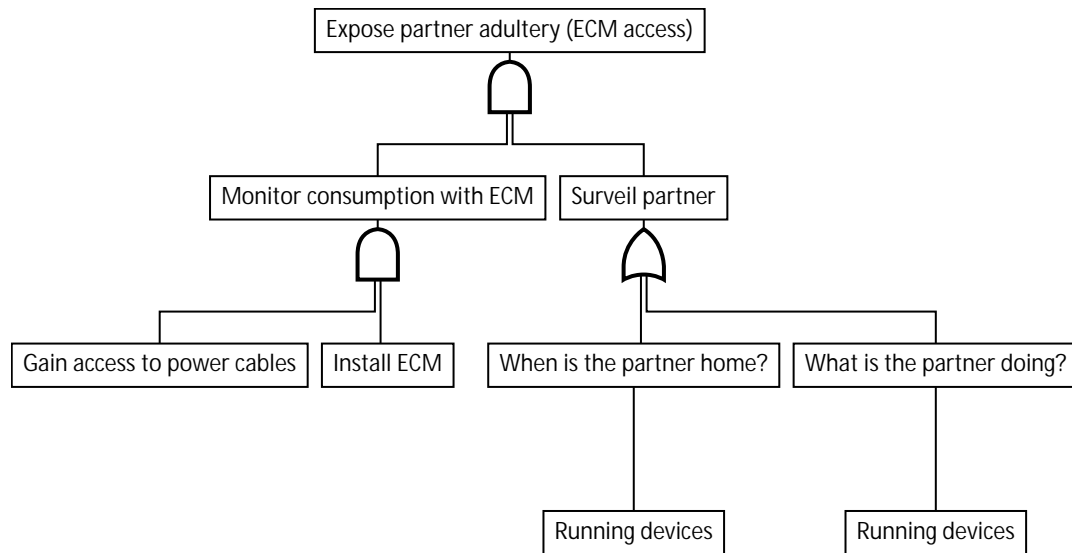 Expose partner adultery (ECM access)
Monitor consumption with ECM
Surveil partner
Gain access to power cables
Install ECM
When is the partner home?
What is the partner doing?
Running devices
Running devices